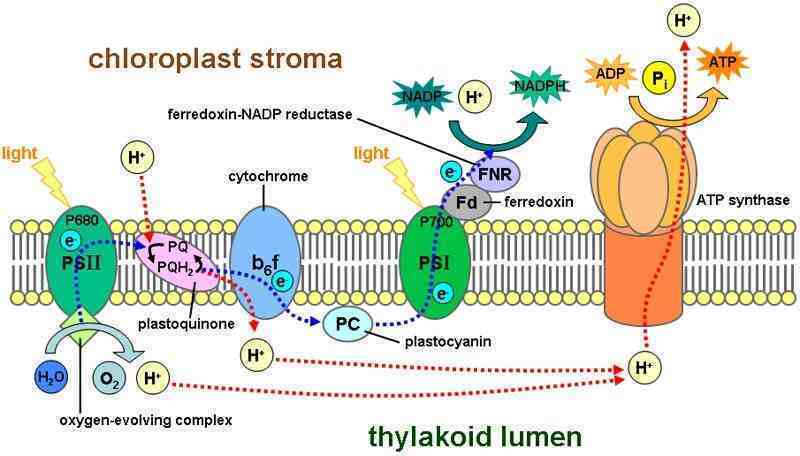 H⁺
chloroplast stroma
ADP
Pi
ATP
NADP
H⁺
NADPH
ferredoxin-NADP reductase
light
H⁺
light
cytochrome
e⁻
FNR
Fd
ferredoxin
ATP synthase
P680
P700
e⁻
PSII
PQ
PQH₂
b₆f
e⁻
PSI
e⁻
plastoquinone
PC
plastocyanin
H⁺
H⁺
H₂O
O₂
H⁺
oxygen-evolving complex
thylakoid lumen